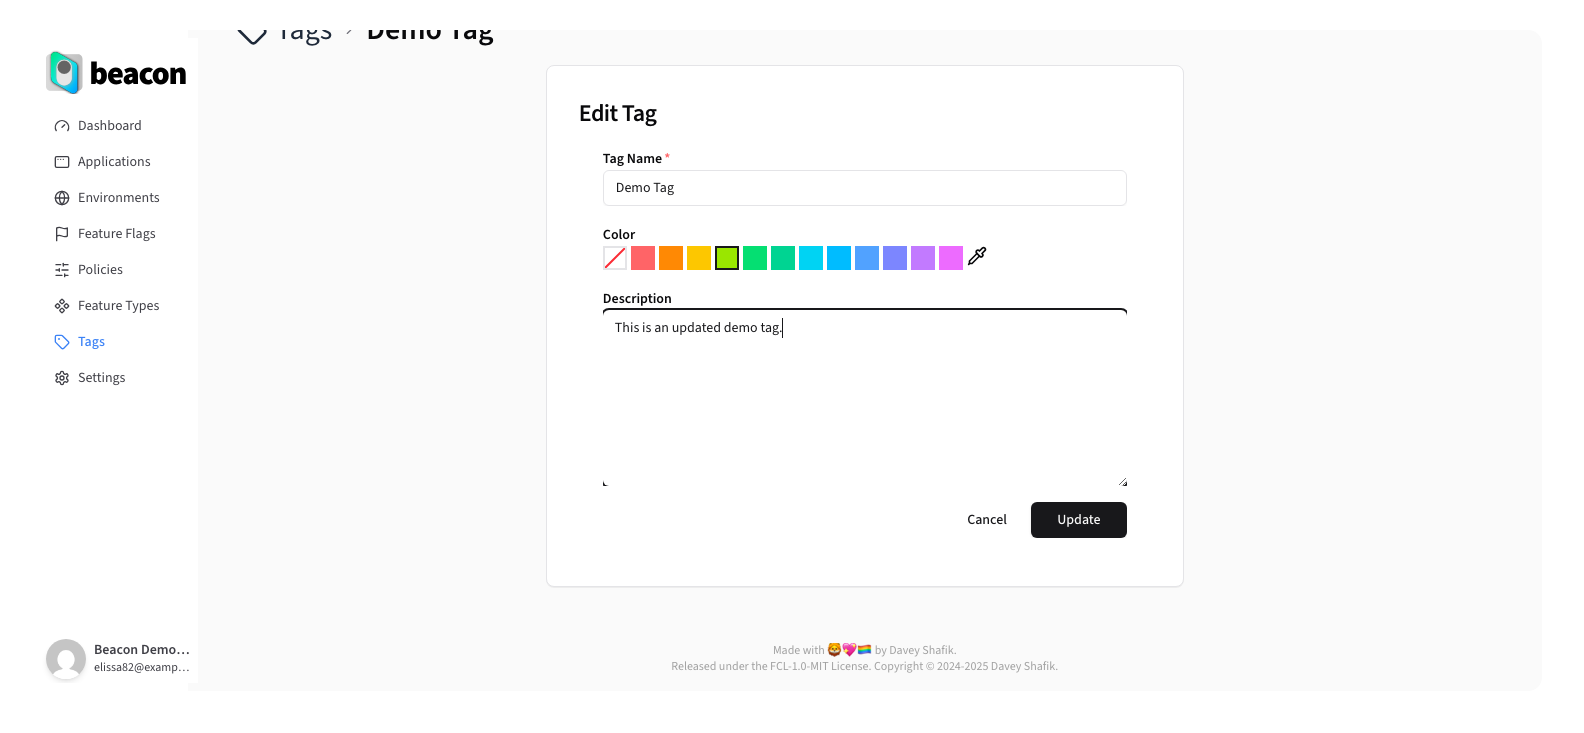 Tags › Demo Tag
beacon
Dashboard
Applications
Environments
Feature Flags
Policies
Feature Types
Tags
Settings
Beacon Demo...
elissa82@examp...
Edit Tag
Tag Name *
Demo Tag
Color
Description
This is an updated demo tag.
Cancel
Update
Made with 🦁💖🏳️‍🌈 by Davey Shafik.
Released under the FCL-1.0-MIT License. Copyright © 2024-2025 Davey Shafik.